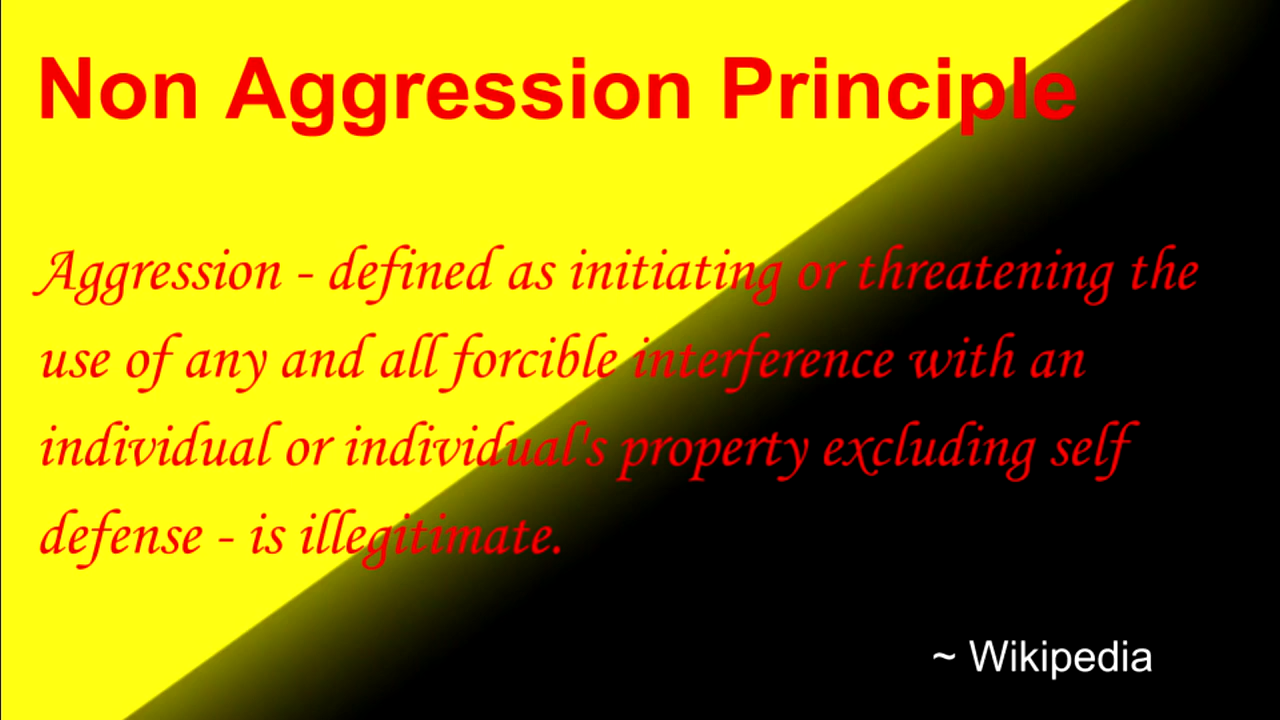 Non Aggression Principle
Aggression - defined as initiating or threatening the
use of any and all forcible interference with an
individual or individual's property excluding self
defense - is illegitimate.
~ Wikipedia